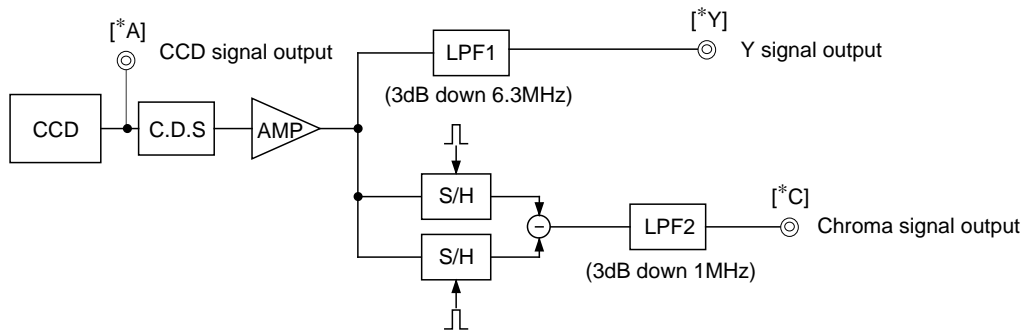 [*A]
CCD signal output
[*Y]
Y signal output
LPF1
(3dB down 6.3MHz)
CCD
C.D.S
AMP
S/H
S/H
−
LPF2
(3dB down 1MHz)
[*C]
Chroma signal output